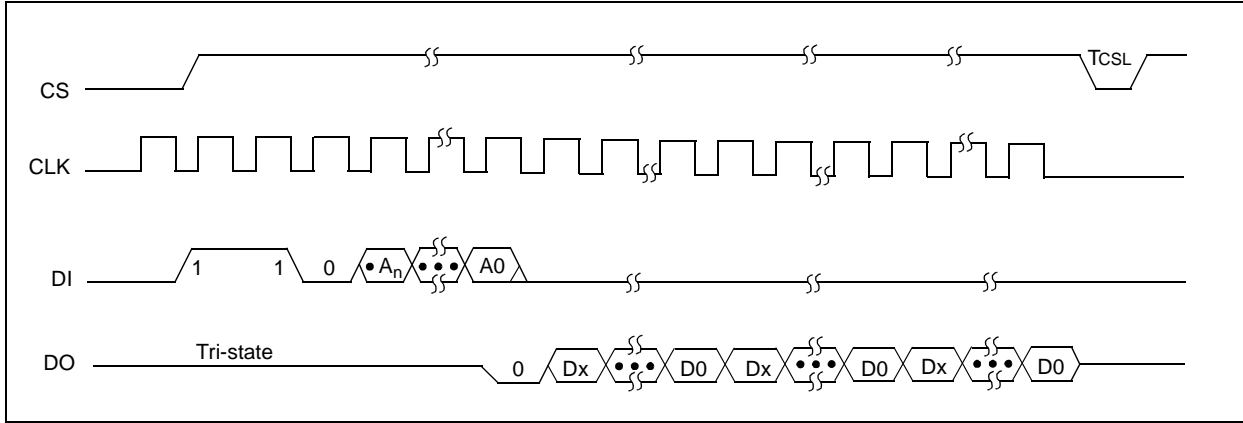 CS
TCSL
CLK
DI
1 1 0 • An • • • A0
DO
Tri-state
0 Dx • • • D0 Dx • • • D0 Dx • • • D0